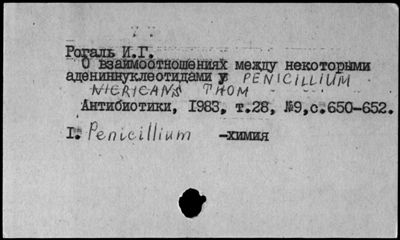 Рогаль И.Г.
О взаимоотношениях между некоторыми
адениннуклеотидами у PENICILLIUM
NIGRICANS THOM
Антибиотики, 1983, т.28, №9,с.650-652.
I. Penicillium -химия